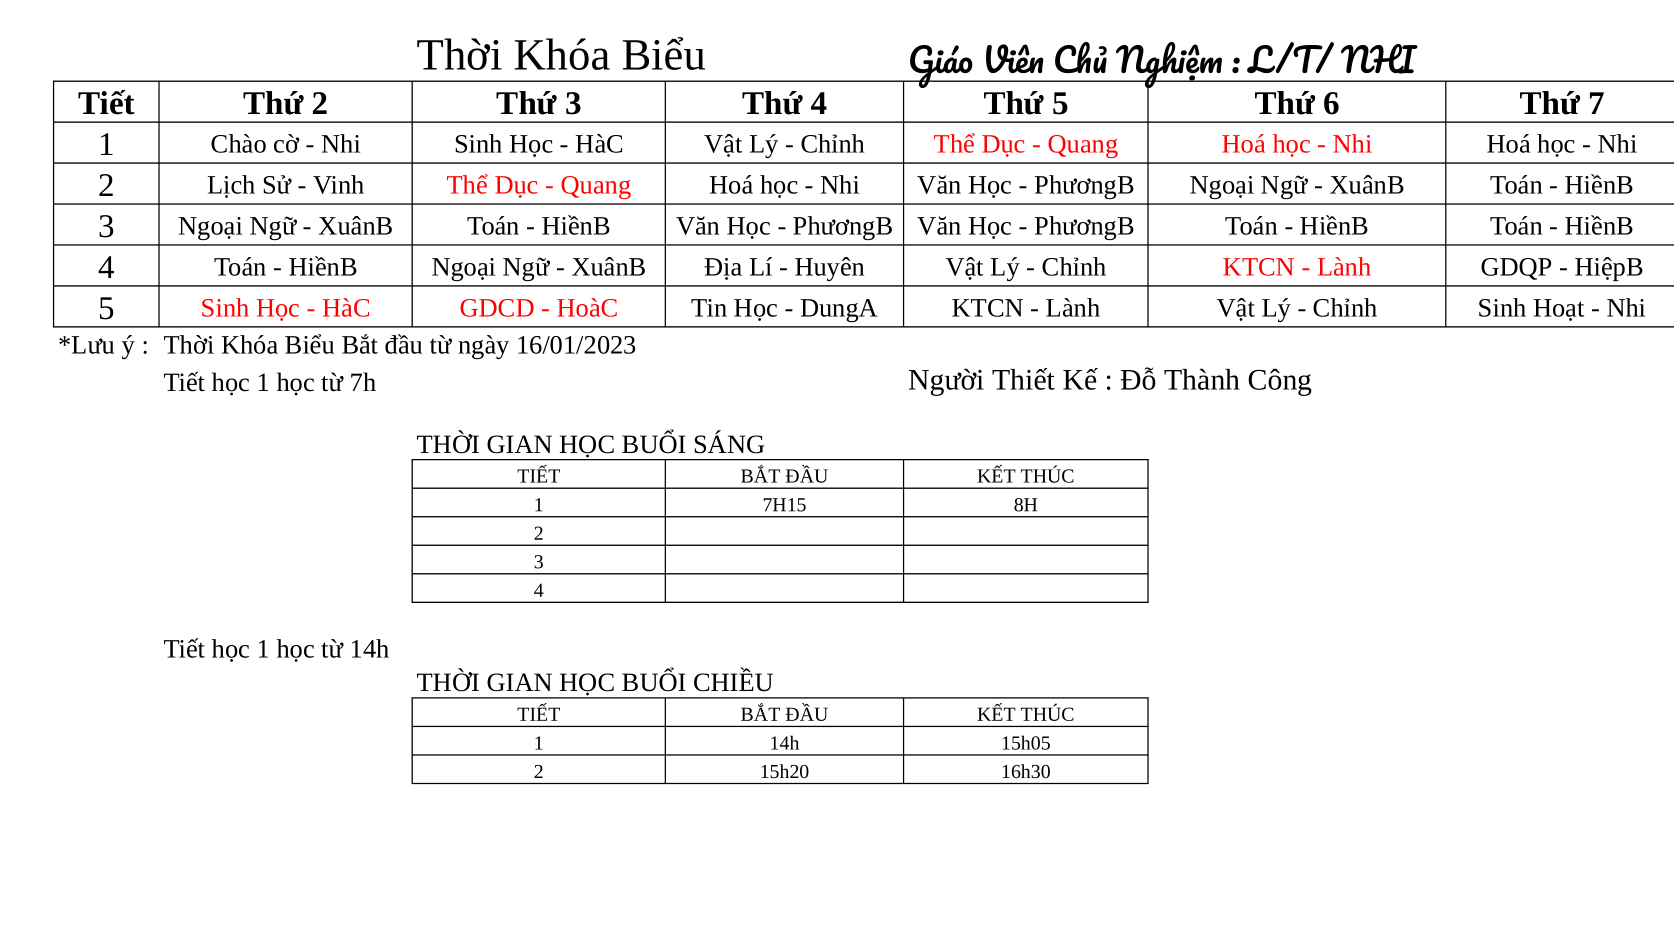 Thời Khóa Biểu Giáo Viên Chủ Nghiệm : L/T/ NHI
Tiết Thứ 2 Thứ 3 Thứ 4 Thứ 5 Thứ 6 Thứ 7
1 Chào cờ - Nhi Sinh Học - HàC Vật Lý - Chỉnh Thể Dục - Quang Hoá học - Nhi Hoá học - Nhi
2 Lịch Sử - Vinh Thể Dục - Quang Hoá học - Nhi Văn Học - PhươngB Ngoại Ngữ - XuânB Toán - HiềnB
3 Ngoại Ngữ - XuânB Toán - HiềnB Văn Học - PhươngB Văn Học - PhươngB Toán - HiềnB Toán - HiềnB
4 Toán - HiềnB Ngoại Ngữ - XuânB Địa Lí - Huyên Vật Lý - Chỉnh KTCN - Lành GDQP - HiệpB
5 Sinh Học - HàC GDCD - HoàC Tin Học - DungA KTCN - Lành Vật Lý - Chỉnh Sinh Hoạt - Nhi
*Lưu ý : Thời Khóa Biểu Bắt đầu từ ngày 16/01/2023
Tiết học 1 học từ 7h Người Thiết Kế : Đỗ Thành Công
THỜI GIAN HỌC BUỔI SÁNG
TIẾT BẮT ĐẦU KẾT THÚC
1 7H15 8H
2
3
4
Tiết học 1 học từ 14h
THỜI GIAN HỌC BUỔI CHIỀU
TIẾT BẮT ĐẦU KẾT THÚC
1 14h 15h05
2 15h20 16h30